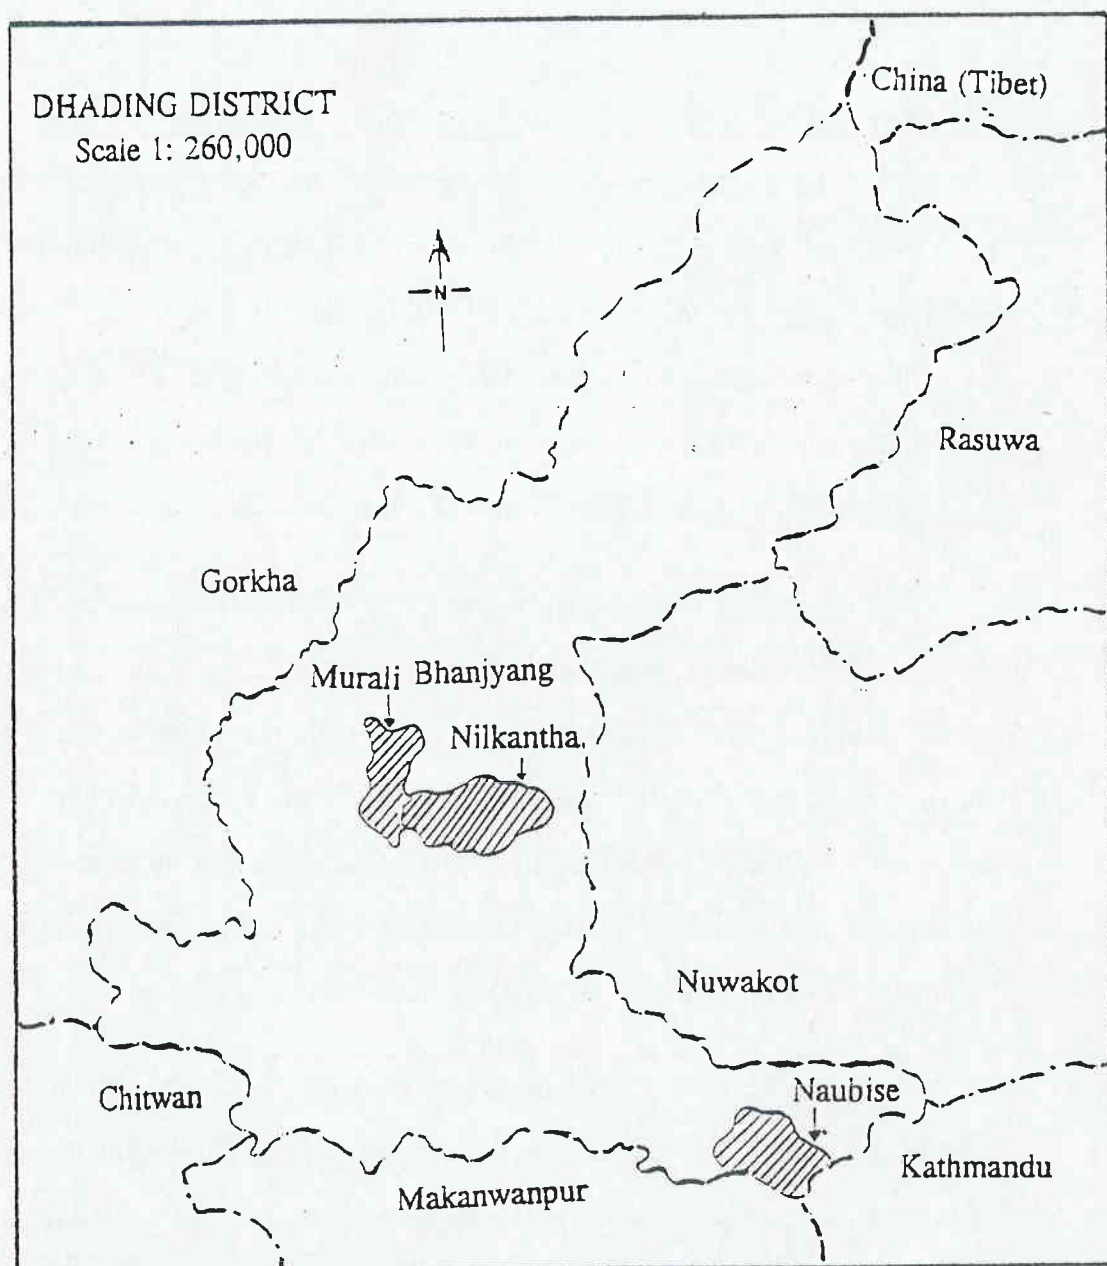 DHADING DISTRICT
Scale 1: 260,000
China (Tibet)
N
Rasuwa
Gorkha
Murali Bhanjyang
Nilkantha
Nuwakot
Naubise
Chitwan
Kathmandu
Makanwanpur